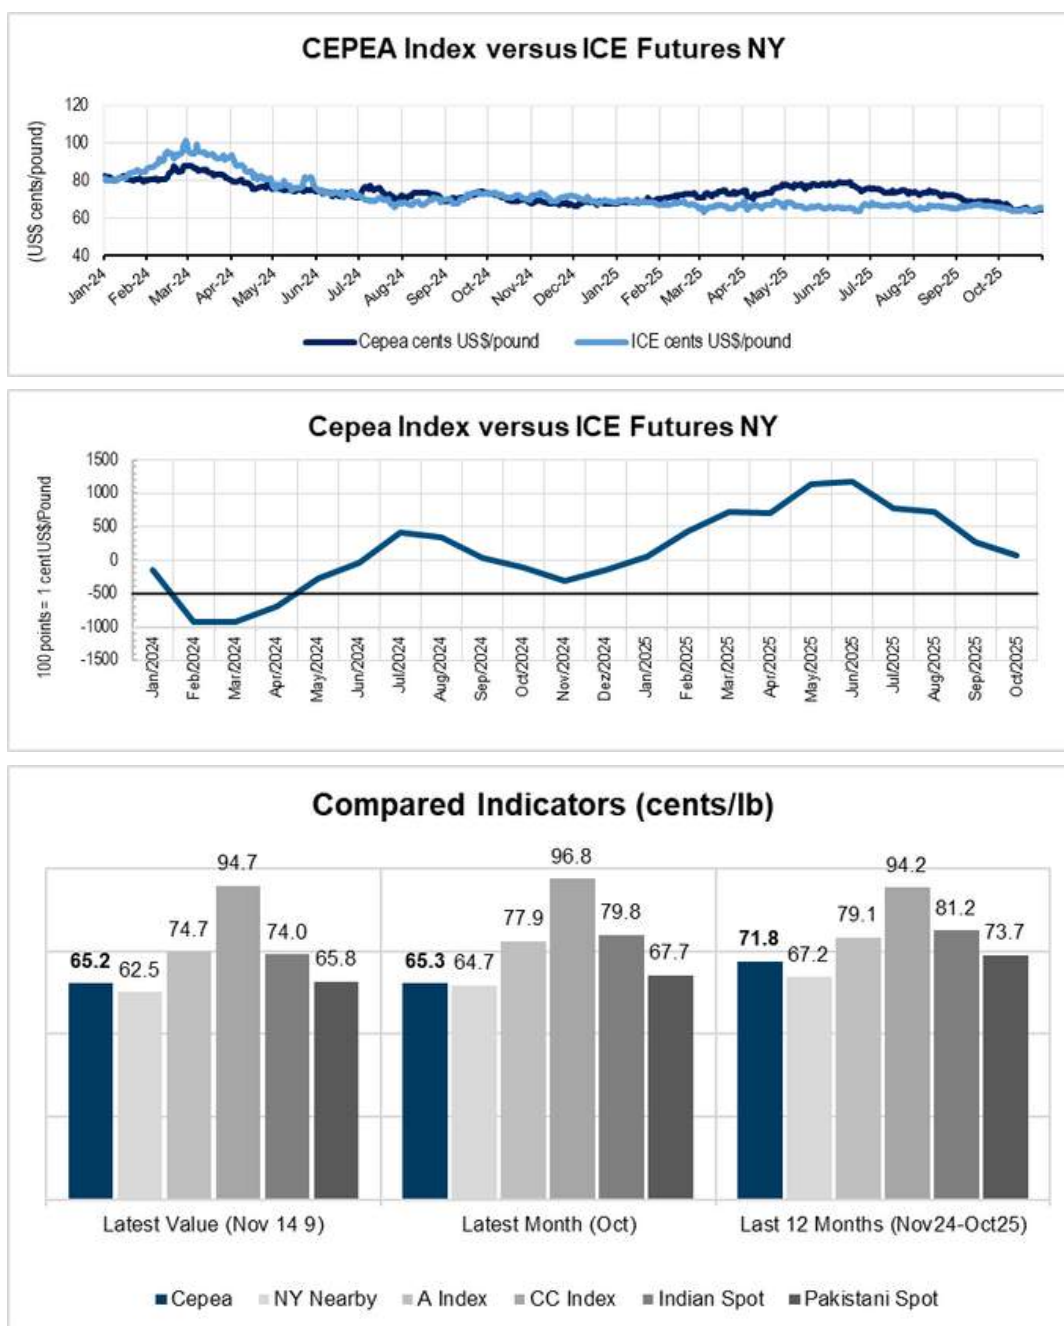 CEPEA Index versus ICE Futures NY
(US$ cents/pound)
120
100
80
60
40
Jan-24 Feb-24 Mar-24 Apr-24 May-24 Jun-24 Jul-24 Aug-24 Sep-24 Oct-24 Nov-24 Dec-24 Jan-25 Feb-25 Mar-25 Apr-25 May-25 Jun-25 Jul-25 Aug-25 Sep-25 Oct-25
Cepea cents US$/pound ICE cents US$/pound
Cepea Index versus ICE Futures NY
100 points = 1 cent US$/Pound
1500
1000
500
0
-500
-1000
-1500
Jan/2024 Feb/2024 Mar/2024 Apr/2024 May/2024 Jun/2024 Jul/2024 Aug/2024 Sep/2024 Oct/2024 Nov/2024 Dez/2024 Jan/2025 Feb/2025 Mar/2025 Apr/2025 May/2025 Jun/2025 Jul/2025 Aug/2025 Sep/2025 Oct/2025
Compared Indicators (cents/lb)
65.2 62.5 74.7 94.7 74.0 65.8
65.3 64.7 77.9 96.8 79.8 67.7
71.8 67.2 79.1 94.2 81.2 73.7
Latest Value (Nov 14 9) Latest Month (Oct) Last 12 Months (Nov24-Oct25)
Cepea NY Nearby A Index CC Index Indian Spot Pakistani Spot